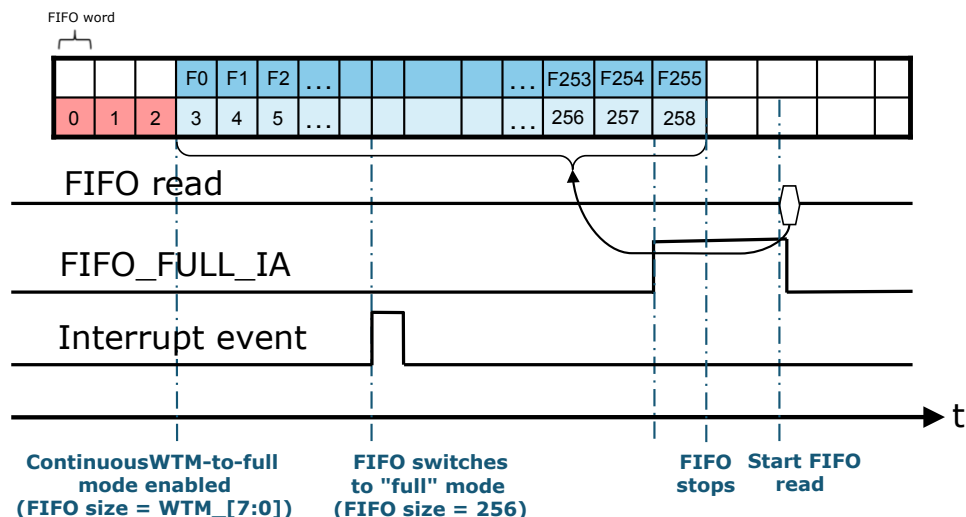 FIFO word
F0 F1 F2 ... ... F253 F254 F255
0 1 2 3 4 5 ... ... 256 257 258
FIFO read
FIFO_FULL_IA
Interrupt event
t
ContinuousWTM-to-full
mode enabled
(FIFO size = WTM_[7:0])
FIFO switches
to "full" mode
(FIFO size = 256)
FIFO
stops
Start FIFO
read